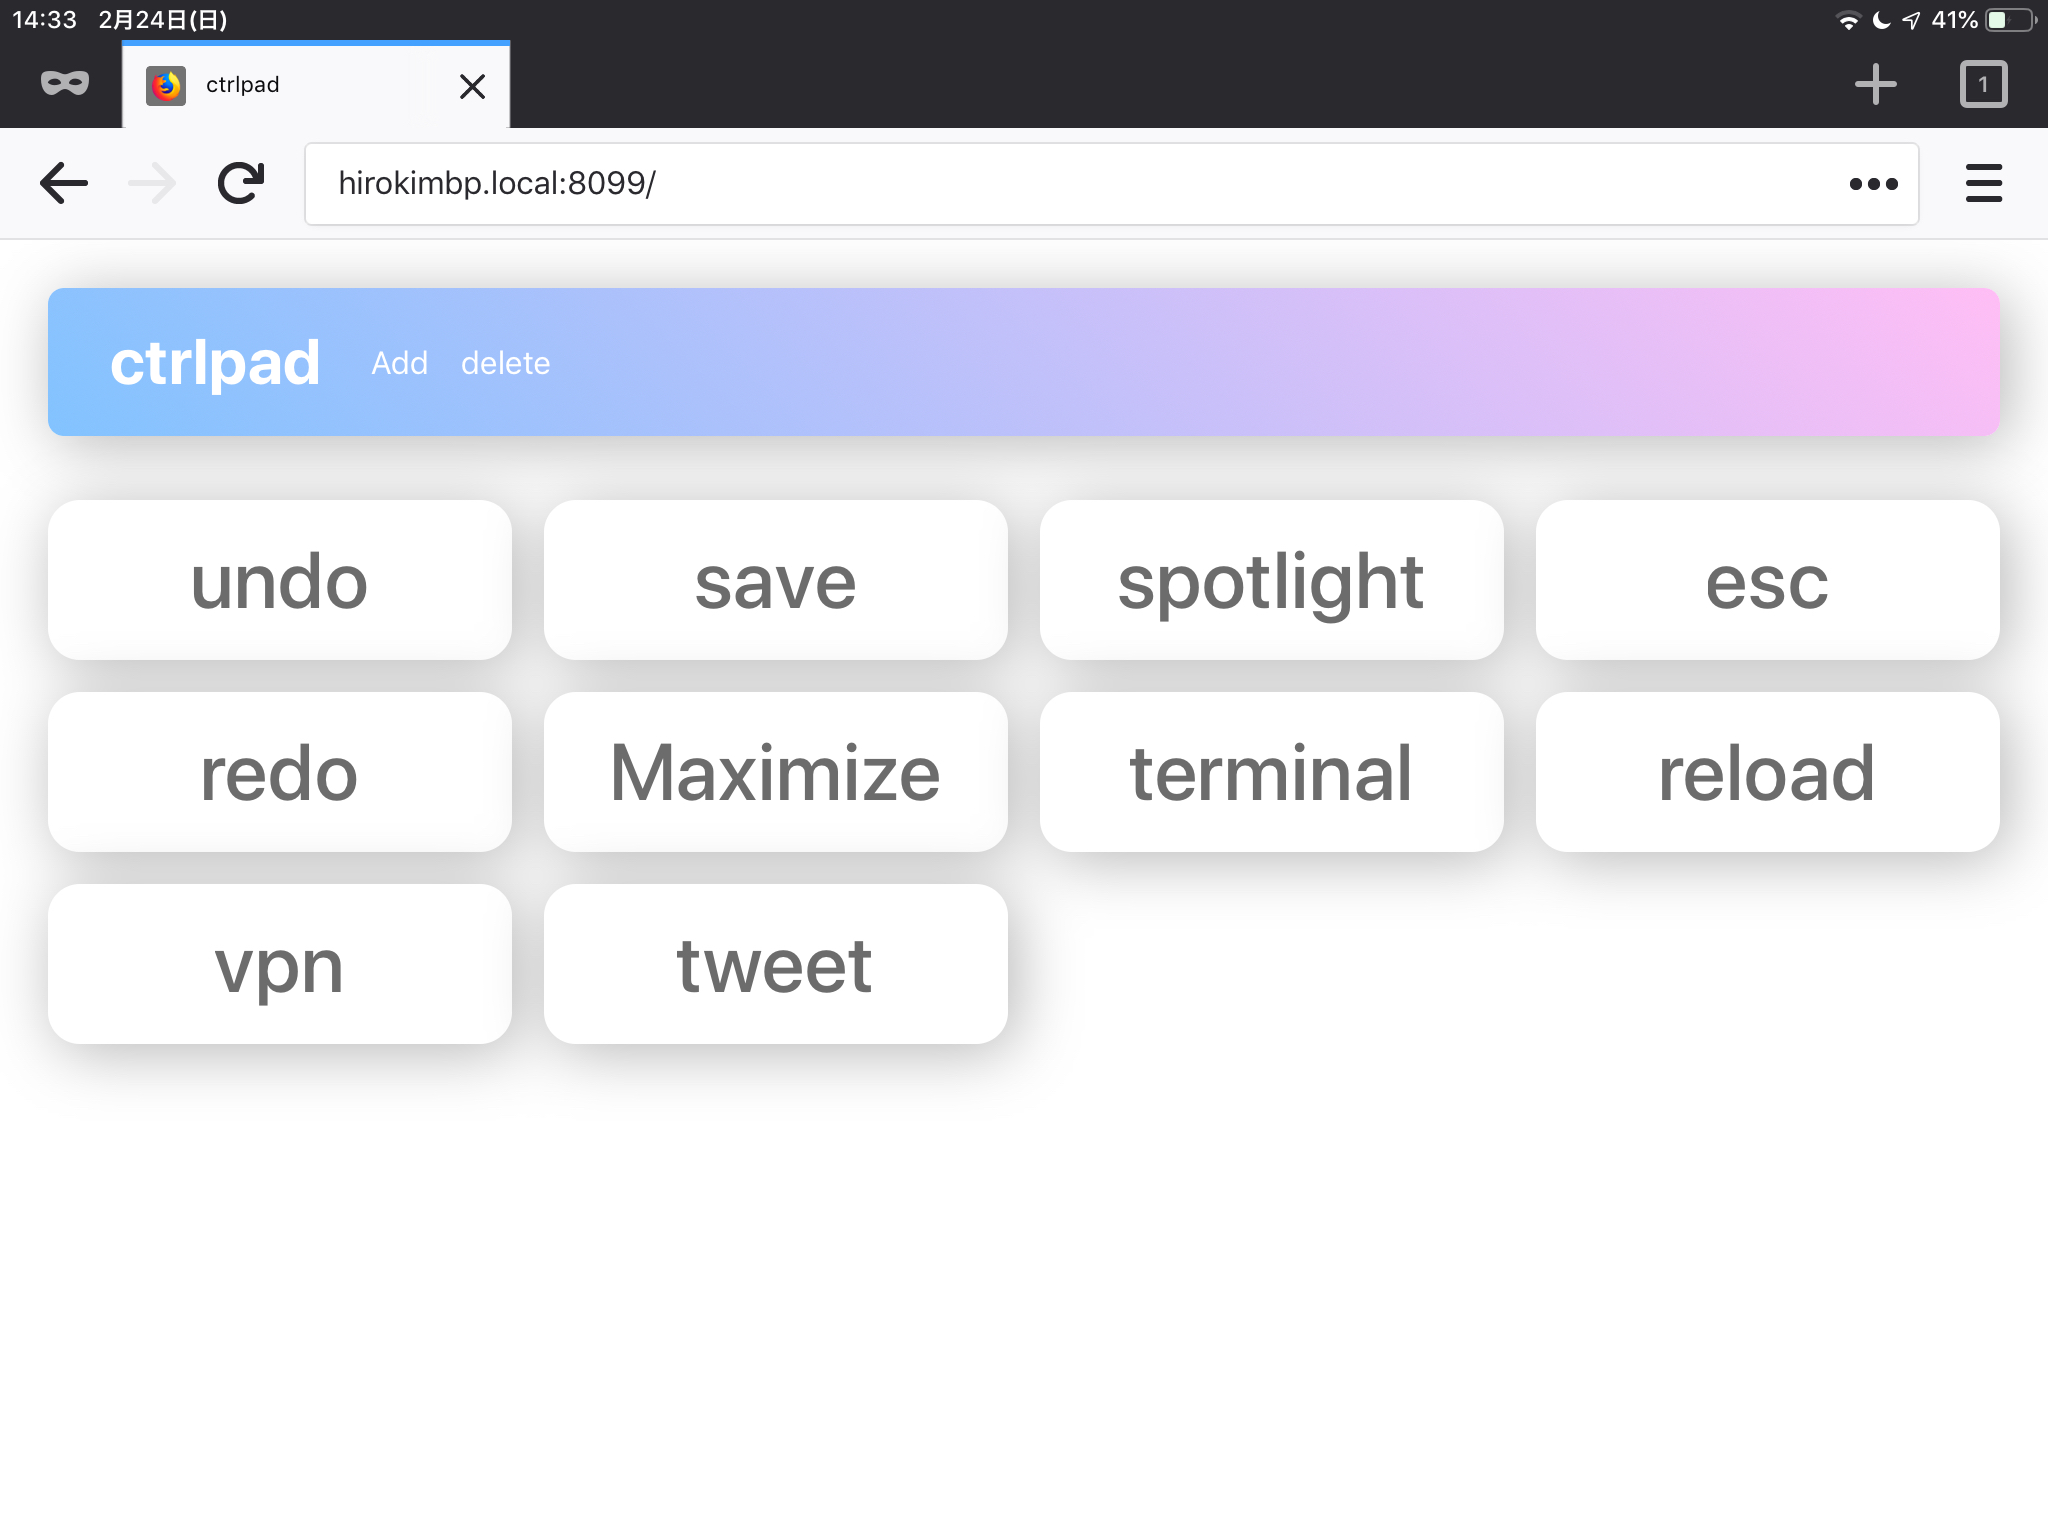 14:33 2月24日(日) 41%
ctrlpad 1
hirokimbp.local:8099/
ctrlpad Add delete
undo save spotlight esc
redo Maximize terminal reload
vpn tweet